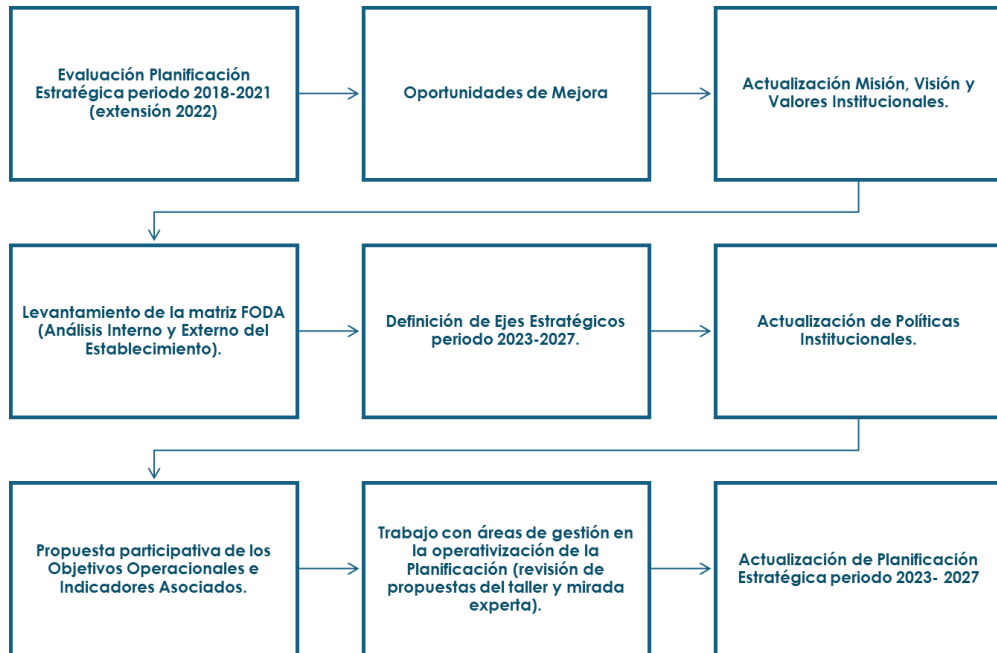 Evaluación Planificación
Estratégica periodo 2018-2021
(extensión 2022)
Oportunidades de Mejora
Actualización Misión, Visión y
Valores Institucionales.
Levantamiento de la matriz FODA
(Análisis Interno y Externo del
Establecimiento).
Definición de Ejes Estratégicos
periodo 2023-2027.
Actualización de Políticas
Institucionales.
Propuesta participativa de los
Objetivos Operacionales e
Indicadores Asociados.
Trabajo con áreas de gestión en
la operativización de la
Planificación (revisión de
propuestas del taller y mirada
experta).
Actualización de Planificación
Estratégica periodo 2023- 2027